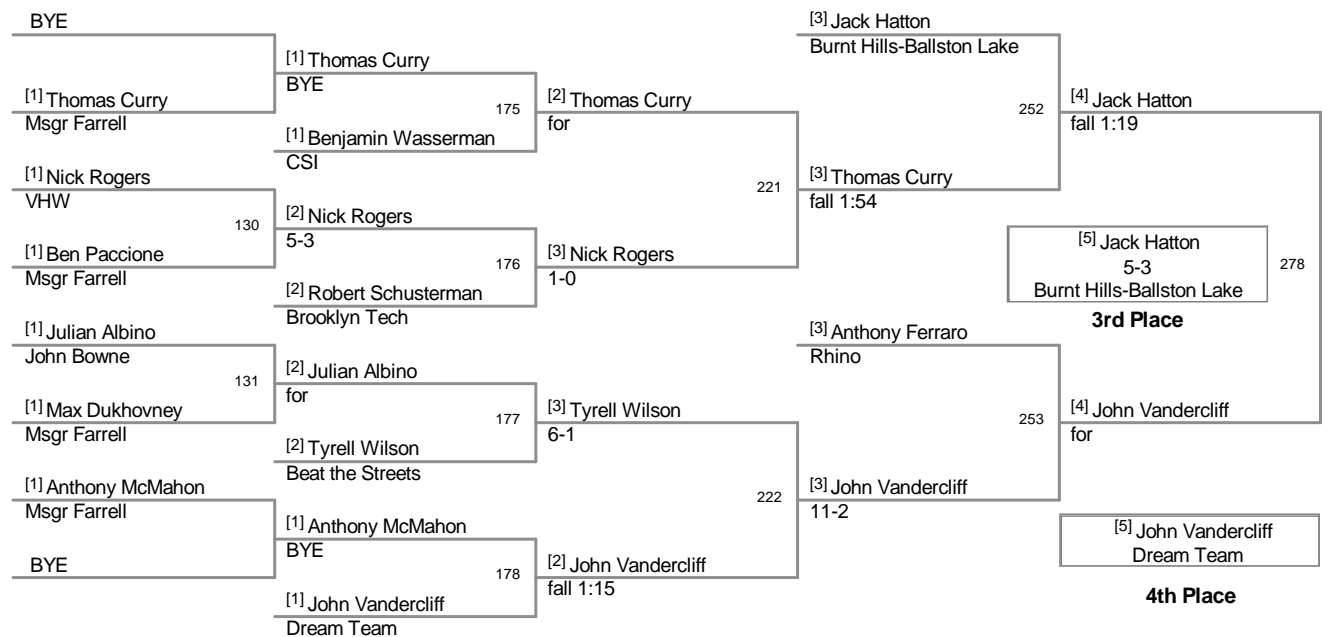 BYE
[1] Thomas Curry
Msgr Farrell
[1] Nick Rogers
VHW
130
[1] Ben Paccione
Msgr Farrell
[1] Julian Albino
John Bowne
131
[1] Max Dukhovney
Msgr Farrell
[1] Anthony McMahon
Msgr Farrell
BYE
[1] Thomas Curry
BYE
175
[1] Benjamin Wasserman
CSI
[2] Nick Rogers
5-3
176
[2] Robert Schusterman
Brooklyn Tech
[2] Julian Albino
for
177
[2] Tyrell Wilson
Beat the Streets
[1] Anthony McMahon
BYE
178
[1] John Vandercliff
Dream Team
[2] Thomas Curry
for
221
[3] Nick Rogers
1-0
[3] Tyrell Wilson
6-1
222
[2] John Vandercliff
fall 1:15
[3] Jack Hatton
Burnt Hills-Ballston Lake
252
[3] Thomas Curry
fall 1:54
[3] Anthony Ferraro
Rhino
253
[3] John Vandercliff
11-2
[4] Jack Hatton
fall 1:19
[5] Jack Hatton
5-3
Burnt Hills-Ballston Lake
278
3rd Place
[4] John Vandercliff
for
[5] John Vandercliff
Dream Team
4th Place